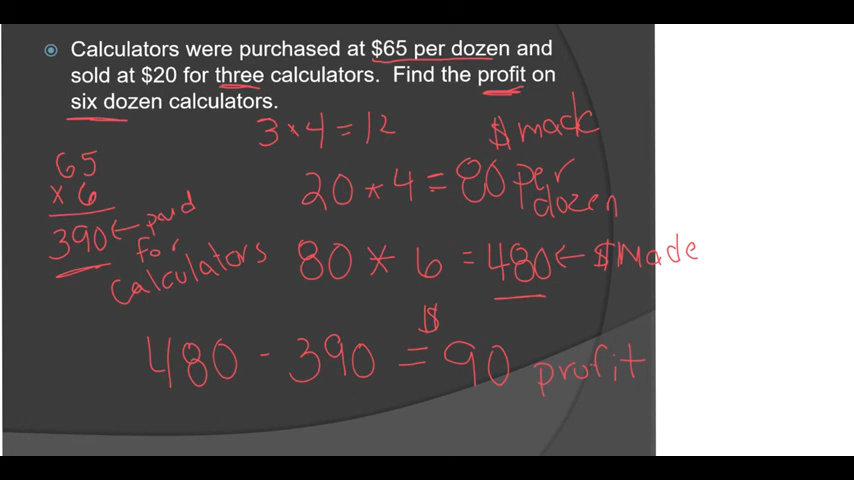 Calculators were purchased at $65 per dozen and
sold at $20 for three calculators. Find the profit on
six dozen calculators.
3 * 4 = 12
$ made
65
x 6
390 ← paid
for
calculators
20 * 4 = 80 per
dozen
80 * 6 = 480 ← $ Made
$
480 - 390 = 90 profit